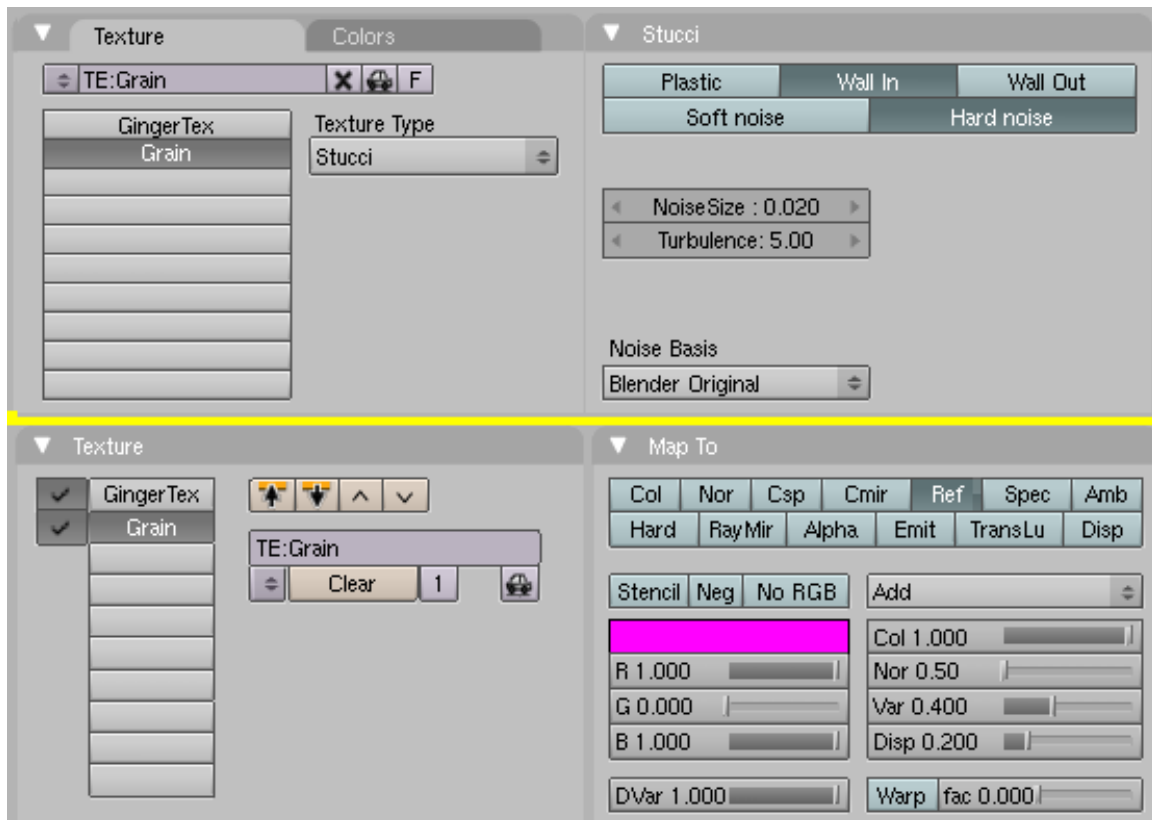 Texture Colors
TE:Grain F
GingerTex
Grain
Texture Type
Stucci
Stucci
Plastic Wall In Wall Out
Soft noise Hard noise
NoiseSize : 0.020
Turbulence: 5.00
Noise Basis
Blender Original
Texture
GingerTex
Grain
TE:Grain
Clear 1
Map To
Col Nor Csp Cmir Ref Spec Amb
Hard RayMir Alpha Emit TransLu Disp
Stencil Neg No RGB Add
R 1.000
G 0.000
B 1.000
DVar 1.000
Col 1.000
Nor 0.50
Var 0.400
Disp 0.200
Warp fac 0.000